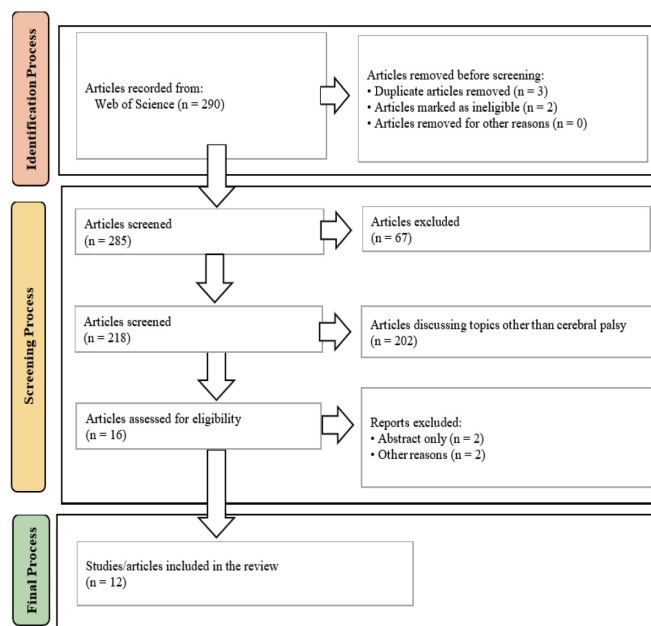 Identification Process
Articles recorded from:
Web of Science (n = 290)
Articles removed before screening:
• Duplicate articles removed (n = 3)
• Articles marked as ineligible (n = 2)
• Articles removed for other reasons (n = 0)
Screening Process
Articles screened
(n = 285)
Articles excluded
(n = 67)
Articles screened
(n = 218)
Articles discussing topics other than cerebral palsy
(n = 202)
Articles assessed for eligibility
(n = 16)
Reports excluded:
• Abstract only (n = 2)
• Other reasons (n = 2)
Final Process
Studies/articles included in the review
(n = 12)